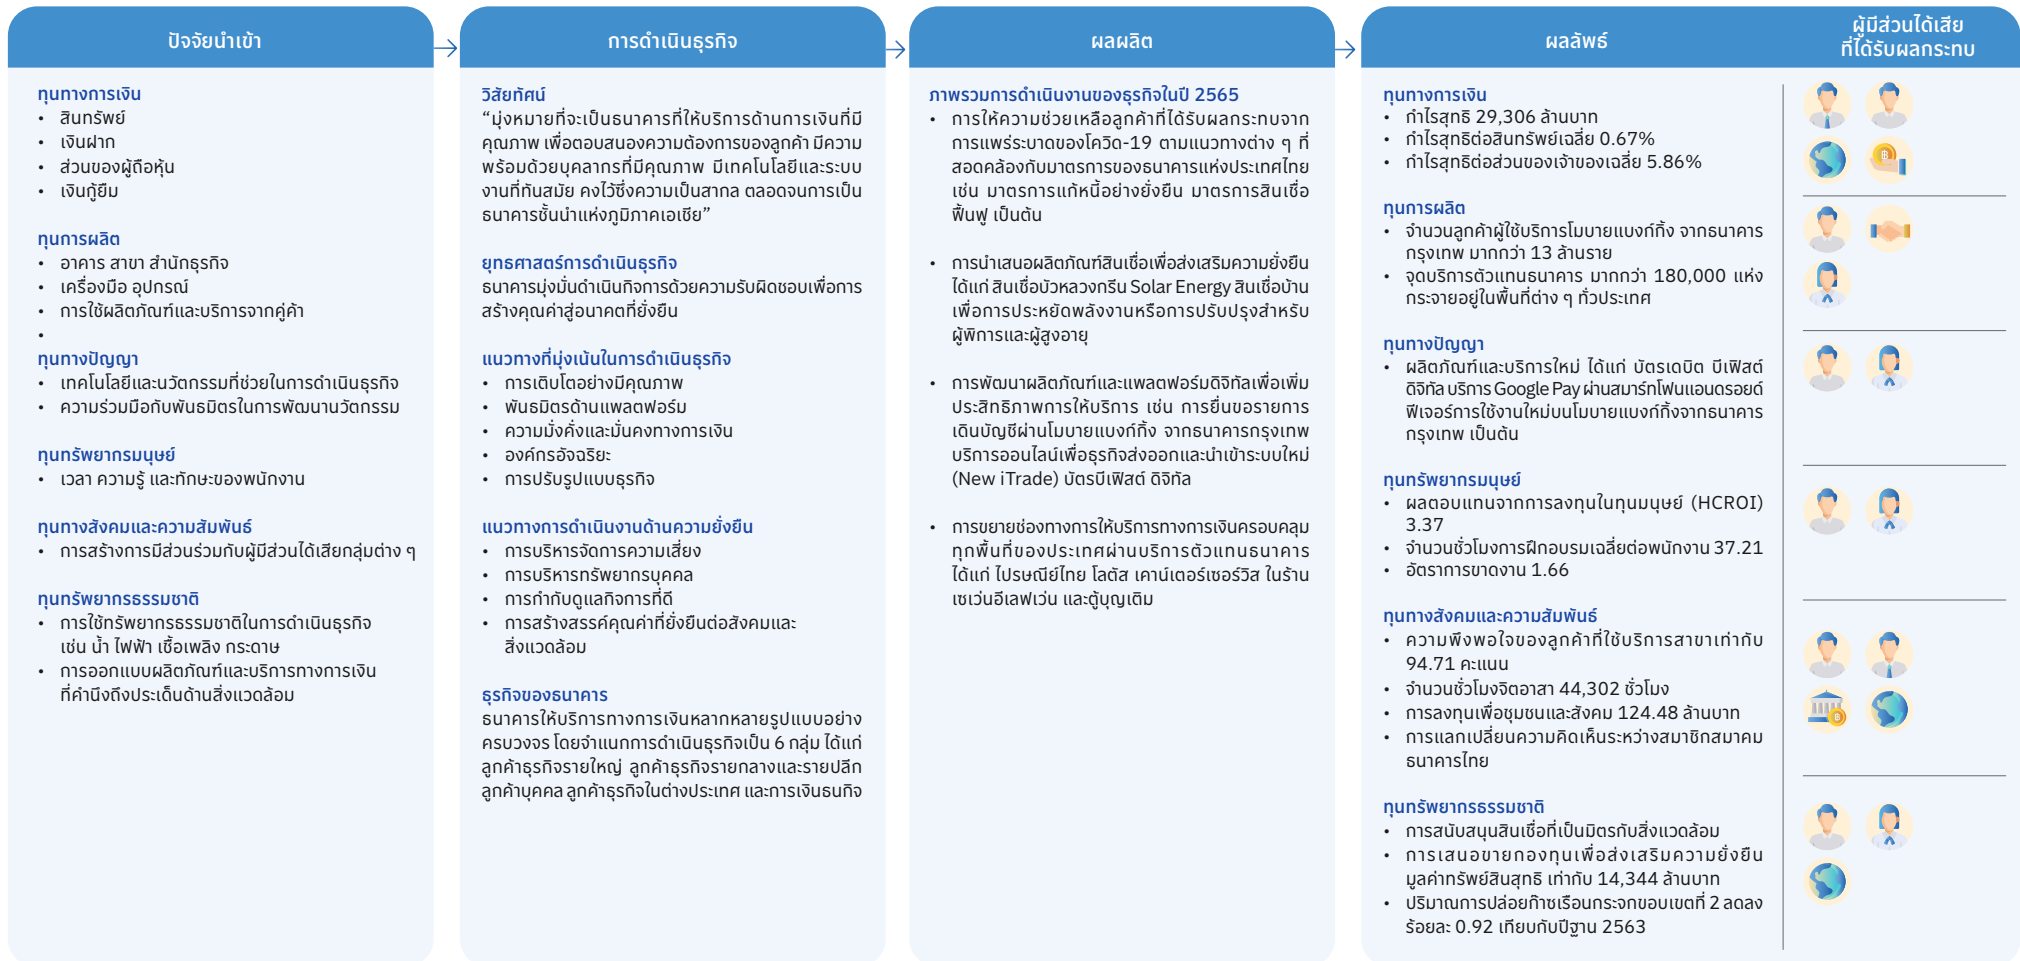 ปัจจัยนำเข้า
ทุนทางการเงิน
• สินทรัพย์
• เงินฝาก
• ส่วนของผู้ถือหุ้น
• เงินกู้ยืม
ทุนการผลิต
• อาคาร สาขา สำนักธุรกิจ
• เครื่องมือ อุปกรณ์
• การใช้ผลิตภัณฑ์และบริการจากคู่ค้า
•
ทุนทางปัญญา
• เทคโนโลยีและนวัตกรรมที่ช่วยในการดำเนินธุรกิจ
• ความร่วมมือกับพันธมิตรในการพัฒนานวัตกรรม
ทุนทรัพยากรมนุษย์
• เวลา ความรู้ และทักษะของพนักงาน
ทุนทางสังคมและความสัมพันธ์
• การสร้างการมีส่วนร่วมกับผู้มีส่วนได้เสียกลุ่มต่าง ๆ
ทุนทรัพยากรธรรมชาติ
• การใช้ทรัพยากรธรรมชาติในการดำเนินธุรกิจ
เช่น น้ำ ไฟฟ้า เชื้อเพลิง กระดาษ
• การออกแบบผลิตภัณฑ์และบริการทางการเงิน
ที่คำนึงถึงประเด็นด้านสิ่งแวดล้อม
การดำเนินธุรกิจ
วิสัยทัศน์
“มุ่งหมายที่จะเป็นธนาคารที่ให้บริการด้านการเงินที่มี
คุณภาพ เพื่อตอบสนองความต้องการของลูกค้า มีความ
พร้อมด้วยบุคลากรที่มีคุณภาพ มีเทคโนโลยีและระบบ
งานที่ทันสมัย คงไว้ซึ่งความเป็นสากล ตลอดจนการเป็น
ธนาคารชั้นนำแห่งภูมิภาคเอเชีย”
ยุทธศาสตร์การดำเนินธุรกิจ
ธนาคารมุ่งมั่นดำเนินกิจการด้วยความรับผิดชอบเพื่อการ
สร้างคุณค่าสู่อนาคตที่ยั่งยืน
แนวทางที่มุ่งเน้นในการดำเนินธุรกิจ
• การเติบโตอย่างมีคุณภาพ
• พันธมิตรด้านแพลตฟอร์ม
• ความมั่งคั่งและมั่นคงทางการเงิน
• องค์กรอัจฉริยะ
• การปรับรูปแบบธุรกิจ
แนวทางการดำเนินงานด้านความยั่งยืน
• การบริหารจัดการความเสี่ยง
• การบริหารทรัพยากรบุคคล
• การกำกับดูแลกิจการที่ดี
• การสร้างสรรค์คุณค่าที่ยั่งยืนต่อสังคมและ
สิ่งแวดล้อม
ธุรกิจของธนาคาร
ธนาคารให้บริการทางการเงินหลากหลายรูปแบบอย่าง
ครบวงจร โดยจำแนกการดำเนินธุรกิจเป็น 6 กลุ่ม ได้แก่
ลูกค้าธุรกิจรายใหญ่ ลูกค้าธุรกิจรายกลางและรายปลีก
ลูกค้าบุคคล ลูกค้าธุรกิจในต่างประเทศ และการเงินธนกิจ
ผลผลิต
ภาพรวมการดำเนินงานของธุรกิจในปี 2565
• การให้ความช่วยเหลือลูกค้าที่ได้รับผลกระทบจาก
การแพร่ระบาดของโควิด-19 ตามแนวทางต่าง ๆ ที่
สอดคล้องกับมาตรการของธนาคารแห่งประเทศไทย
เช่น มาตรการแก้หนี้อย่างยั่งยืน มาตรการสินเชื่อ
ฟื้นฟู เป็นต้น
• การนำเสนอผลิตภัณฑ์สินเชื่อเพื่อส่งเสริมความยั่งยืน
ได้แก่ สินเชื่อบัวหลวงกรีน Solar Energy สินเชื่อบ้าน
เพื่อการประหยัดพลังงานหรือการปรับปรุงสำหรับ
ผู้พิการและผู้สูงอายุ
• การพัฒนาผลิตภัณฑ์และแพลตฟอร์มดิจิทัลเพื่อเพิ่ม
ประสิทธิภาพการให้บริการ เช่น การยื่นขอรายการ
เดินบัญชีผ่านโมบายแบงก์กิ้ง จากธนาคารกรุงเทพ
บริการออนไลน์เพื่อธุรกิจส่งออกและนำเข้าระบบใหม่
(New iTrade) บัตรบีเฟิสต์ ดิจิทัล
• การขยายช่องทางการให้บริการทางการเงินครอบคลุม
ทุกพื้นที่ของประเทศผ่านบริการตัวแทนธนาคาร
ได้แก่ ไปรษณีย์ไทย โลตัส เคาน์เตอร์เซอร์วิส ในร้าน
เซเว่นอีเลฟเว่น และตู้บุญเติม
ผลลัพธ์
ทุนทางการเงิน
• กำไรสุทธิ 29,306 ล้านบาท
• กำไรสุทธิต่อสินทรัพย์เฉลี่ย 0.67%
• กำไรสุทธิต่อส่วนของเจ้าของเฉลี่ย 5.86%
ทุนการผลิต
• จำนวนลูกค้าผู้ใช้บริการโมบายแบงก์กิ้ง จากธนาคาร
กรุงเทพ มากกว่า 13 ล้านราย
• จุดบริการตัวแทนธนาคาร มากกว่า 180,000 แห่ง
กระจายอยู่ในพื้นที่ต่าง ๆ ทั่วประเทศ
ทุนทางปัญญา
• ผลิตภัณฑ์และบริการใหม่ ได้แก่ บัตรเดบิต บีเฟิสต์
ดิจิทัล บริการ Google Pay ผ่านสมาร์ทโฟนแอนดรอยด์
ฟีเจอร์การใช้งานใหม่บนโมบายแบงก์กิ้งจากธนาคาร
กรุงเทพ เป็นต้น
ทุนทรัพยากรมนุษย์
• ผลตอบแทนจากการลงทุนในทุนมนุษย์ (HCROI)
3.37
• จำนวนชั่วโมงการฝึกอบรมเฉลี่ยต่อพนักงาน 37.21
• อัตราการขาดงาน 1.66
ทุนทางสังคมและความสัมพันธ์
• ความพึงพอใจของลูกค้าที่ใช้บริการสาขาเท่ากับ
94.71 คะแนน
• จำนวนชั่วโมงจิตอาสา 44,302 ชั่วโมง
• การลงทุนเพื่อชุมชนและสังคม 124.48 ล้านบาท
• การแลกเปลี่ยนความคิดเห็นระหว่างสมาชิกสมาคม
ธนาคารไทย
ทุนทรัพยากรธรรมชาติ
• การสนับสนุนสินเชื่อที่เป็นมิตรกับสิ่งแวดล้อม
• การเสนอขายกองทุนเพื่อส่งเสริมความยั่งยืน
มูลค่าทรัพย์สินสุทธิ เท่ากับ 14,344 ล้านบาท
• ปริมาณการปล่อยก๊าซเรือนกระจกขอบเขตที่ 2 ลดลง
ร้อยละ 0.92 เทียบกับปีฐาน 2563
ผู้มีส่วนได้เสีย
ที่ได้รับผลกระทบ